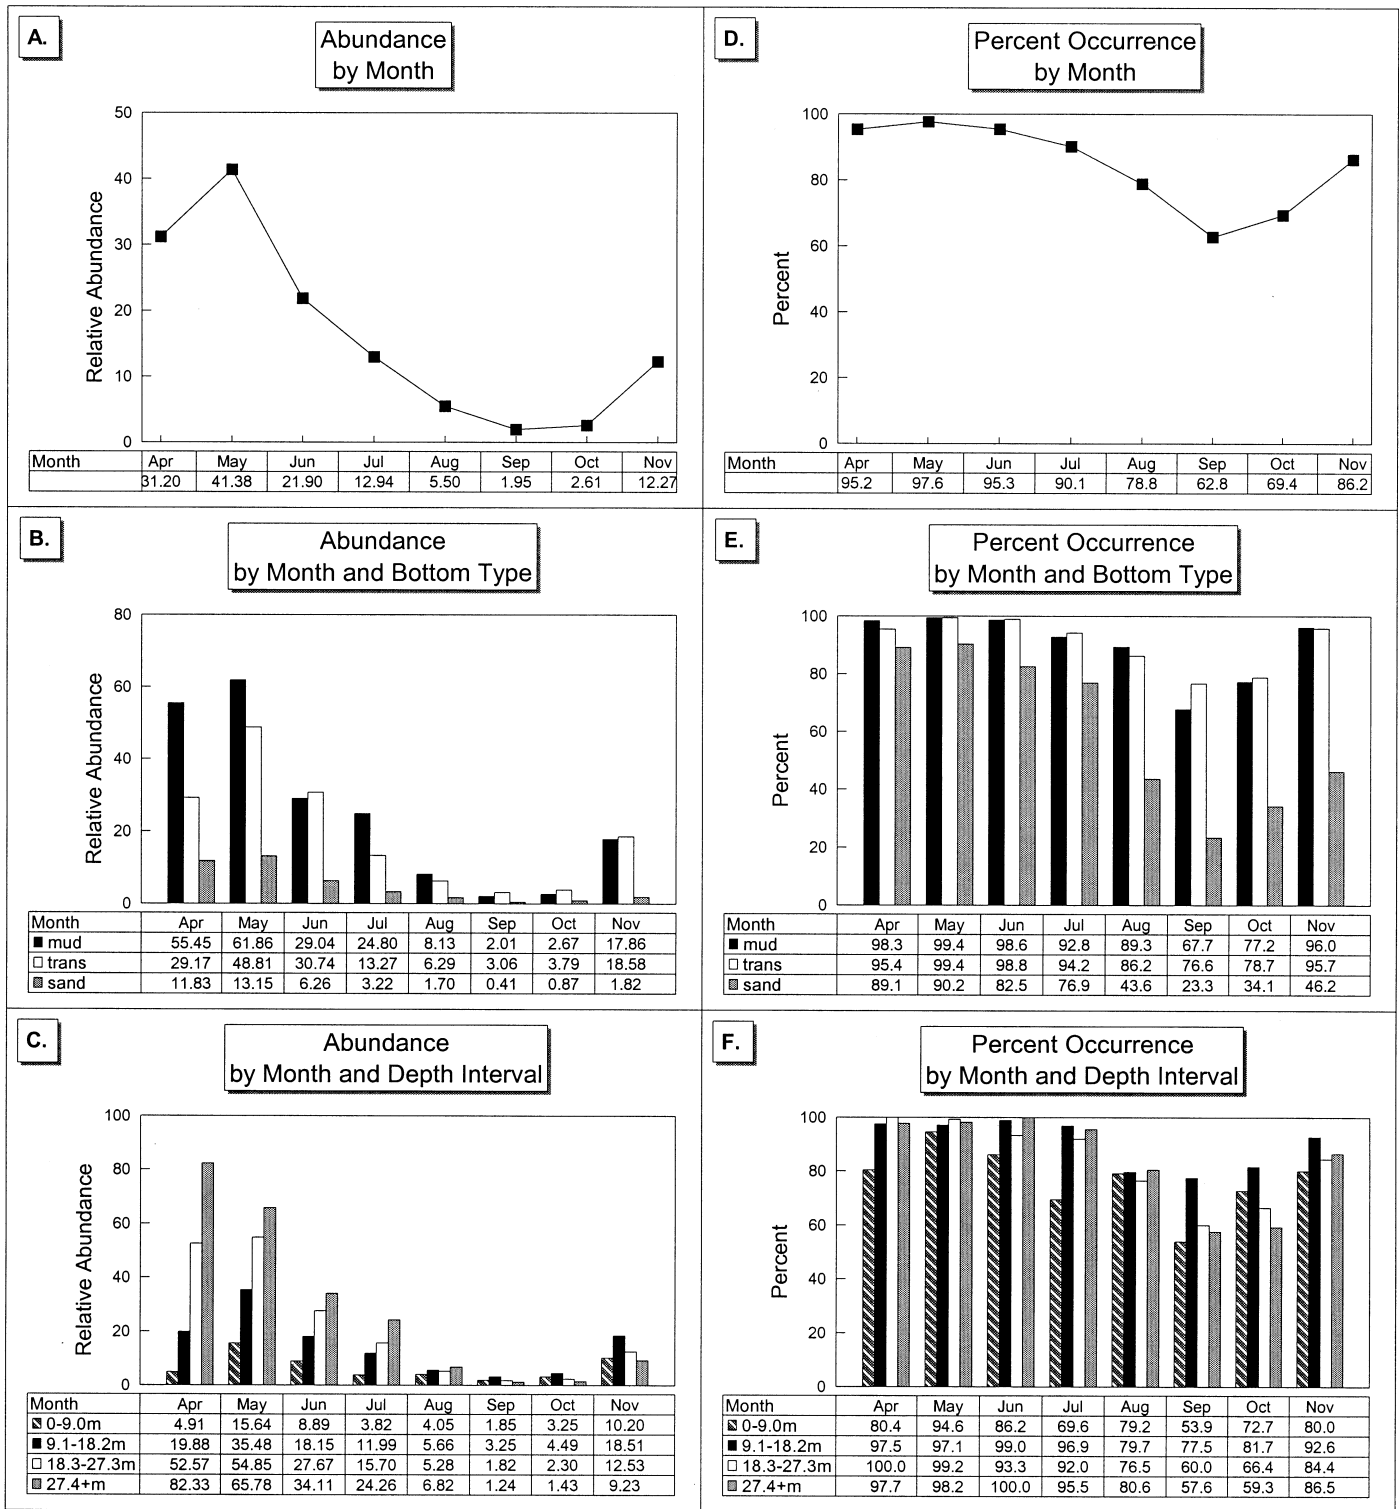 A.
Abundance
by Month
Relative Abundance
50
40
30
20
10
0
Month Apr May Jun Jul Aug Sep Oct Nov
31.20 41.38 21.90 12.94 5.50 1.95 2.61 12.27
B.
Abundance
by Month and Bottom Type
Relative Abundance
80
60
40
20
0
Month Apr May Jun Jul Aug Sep Oct Nov
mud 55.45 61.86 29.04 24.80 8.13 2.01 2.67 17.86
trans 29.17 48.81 30.74 13.27 6.29 3.06 3.79 18.58
sand 11.83 13.15 6.26 3.22 1.70 0.41 0.87 1.82
C.
Abundance
by Month and Depth Interval
Relative Abundance
100
80
60
40
20
0
Month Apr May Jun Jul Aug Sep Oct Nov
0-9.0m 4.91 15.64 8.89 3.82 4.05 1.85 3.25 10.20
9.1-18.2m 19.88 35.48 18.15 11.99 5.66 3.25 4.49 18.51
18.3-27.3m 52.57 54.85 27.67 15.70 5.28 1.82 2.30 12.53
27.4+m 82.33 65.78 34.11 24.26 6.82 1.24 1.43 9.23
D.
Percent Occurrence
by Month
Percent
100
80
60
40
20
0
Month Apr May Jun Jul Aug Sep Oct Nov
95.2 97.6 95.3 90.1 78.8 62.8 69.4 86.2
E.
Percent Occurrence
by Month and Bottom Type
Percent
100
80
60
40
20
0
Month Apr May Jun Jul Aug Sep Oct Nov
mud 98.3 99.4 98.6 92.8 89.3 67.7 77.2 96.0
trans 95.4 99.4 98.8 94.2 86.2 76.6 78.7 95.7
sand 89.1 90.2 82.5 76.9 43.6 23.3 34.1 46.2
F.
Percent Occurrence
by Month and Depth Interval
Percent
100
80
60
40
20
0
Month Apr May Jun Jul Aug Sep Oct Nov
0-9.0m 80.4 94.6 86.2 69.6 79.2 53.9 72.7 80.0
9.1-18.2m 97.5 97.1 99.0 96.9 79.7 77.5 81.7 92.6
18.3-27.3m 100.0 99.2 93.3 92.0 76.5 60.0 66.4 84.4
27.4+m 97.7 98.2 100.0 95.5 80.6 57.6 59.3 86.5